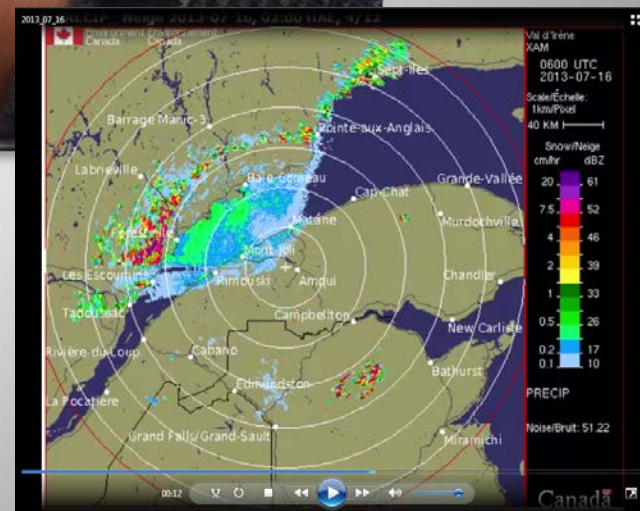 2013_07_16
PRECIP - Neige 2013-07-16, 02:00 HAE, 4/12
Environment Environnement
Canada Canada
Val d'Irène
XAM
0600 UTC
2013-07-16
Scale/Échelle:
1km/Pixel
40 KM
Snow/Neige
cm/hr dBZ
20 61
7.5 52
4 46
2 39
1 33
0.5 26
0.2 17
0.1 10
PRECIP
Noise/Bruit: 51.22
Canada
Sept-Iles
Barrage Manic-3
Pointe-aux-Anglais
Labrieville
Baie-Comeau
Grande-Vallée
Cap-Chat
Murdochville
Matane
Forestville
Mont Joli
Les Escoumins
Rimouski
Amqui
Chandler
Tadoussac
Campbellton
New Carlisle
Rivière-du-Loup
Cabano
Bathurst
Edmundston
La Pocatière
Grand Falls/Grand-Sault
Miramichi
00:12